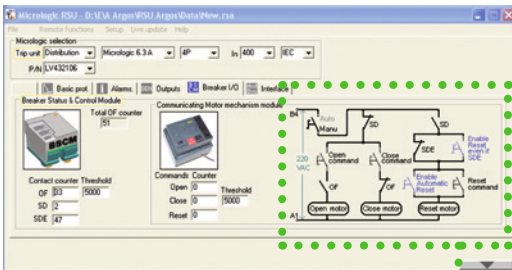 Micrologic RSU - D:\E\A Argos\RSU Argos\Data\New.rsa
File Remote functions Setup Live update Help
Micrologic selection
Trip unit Distribution Micrologic 6.3 A 4P In 400 IEC
P/N LV432106
Basic prot. Alarms. Outputs Breaker I/O Interface
Breaker Status & Control Module
Total OF counter
51
BSCM
Contact counter Threshold
OF 33 5000
SD 2
SDE 47
Communicating Motor mechanism module
Commands Counter
Open 0 Threshold
Close 0 5000
Reset 0
B4
Auto
Manu
SD
SD
220
VAC
Open
command
Close
command
SDE
Enable
Reset
even if
SDE
OF
OF
Enable
Automatic
Reset
Reset
command
A1
Open motor Close motor Reset motor